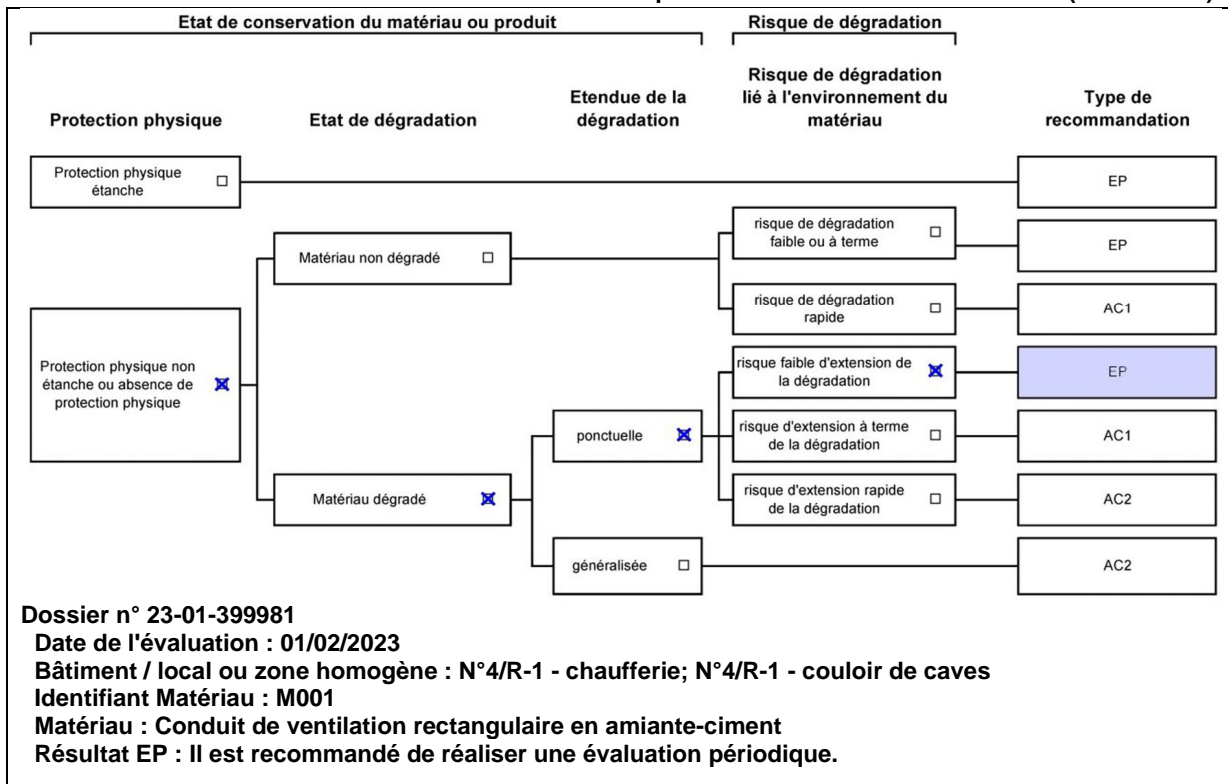 Etat de conservation du matériau ou produit
Risque de dégradation
Protection physique
Etat de dégradation
Etendue de la
dégradation
Risque de dégradation
lié à l'environnement du
matériau
Type de
recommandation
Protection physique
étanche
EP
risque de dégradation
faible ou à terme
EP
Matériau non dégradé
risque de dégradation
rapide
AC1
Protection physique non
étanche ou absence de
protection physique
risque faible d'extension de
la dégradation
EP
ponctuelle
risque d'extension à terme
de la dégradation
AC1
Matériau dégradé
risque d'extension rapide
de la dégradation
AC2
généralisée
AC2
Dossier n° 23-01-399981
Date de l'évaluation : 01/02/2023
Bâtiment / local ou zone homogène : N°4/R-1 - chaufferie; N°4/R-1 - couloir de caves
Identifiant Matériau : M001
Matériau : Conduit de ventilation rectangulaire en amiante-ciment
Résultat EP : Il est recommandé de réaliser une évaluation périodique.